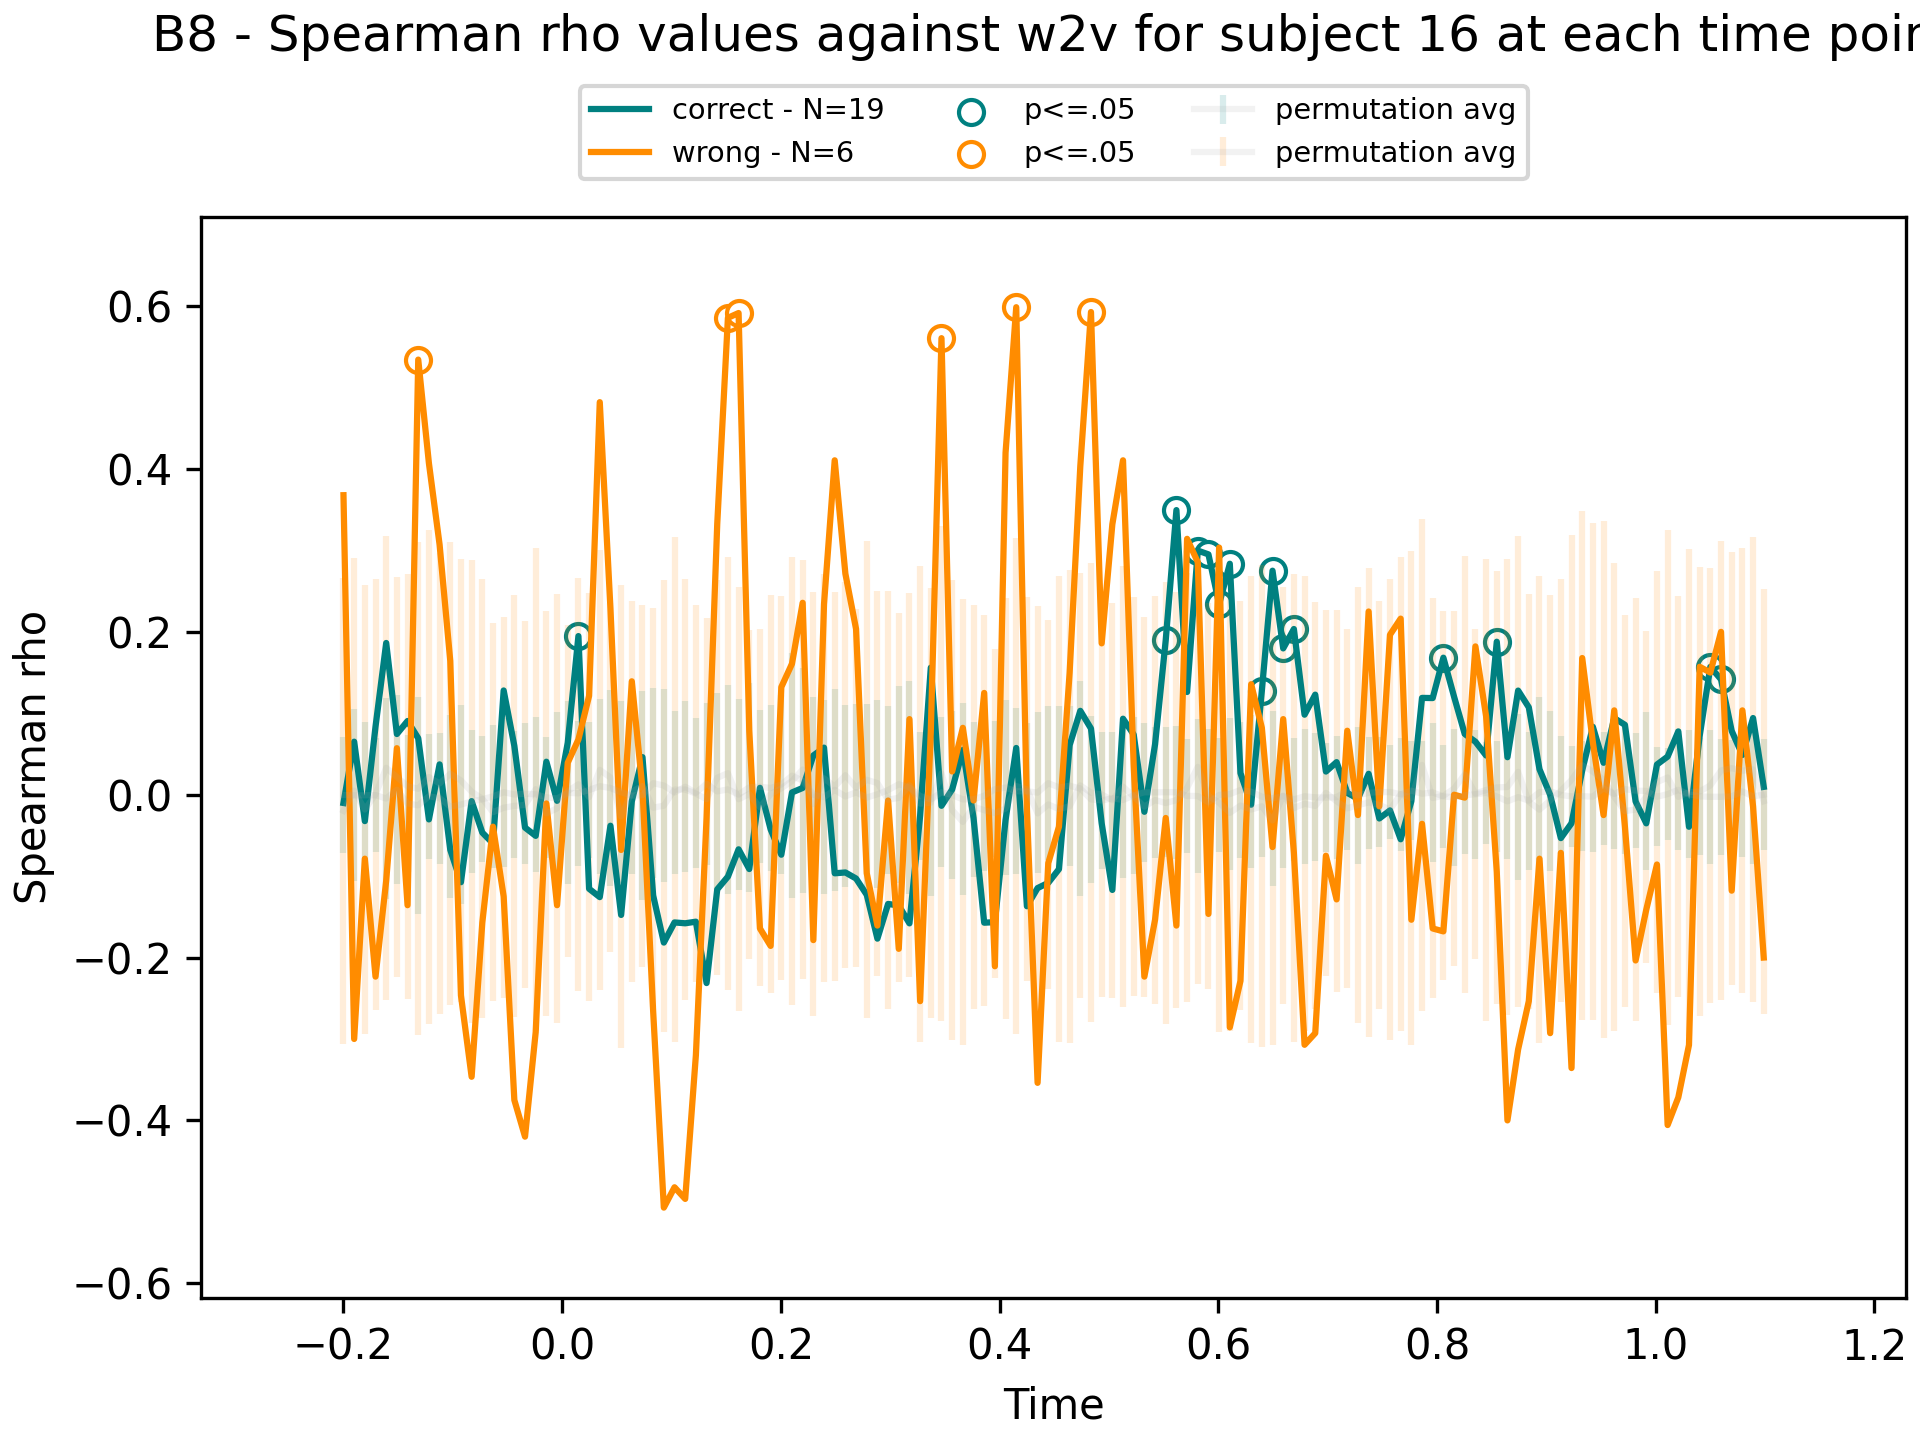 B8 - Spearman rho values against w2v for subject 16 at each time poin
correct - N=19 p<=.05 permutation avg
wrong - N=6 p<=.05 permutation avg
0.6
0.4
0.2
0.0
−0.2
−0.4
−0.6
Spearman rho
−0.2 0.0 0.2 0.4 0.6 0.8 1.0 1.2
Time